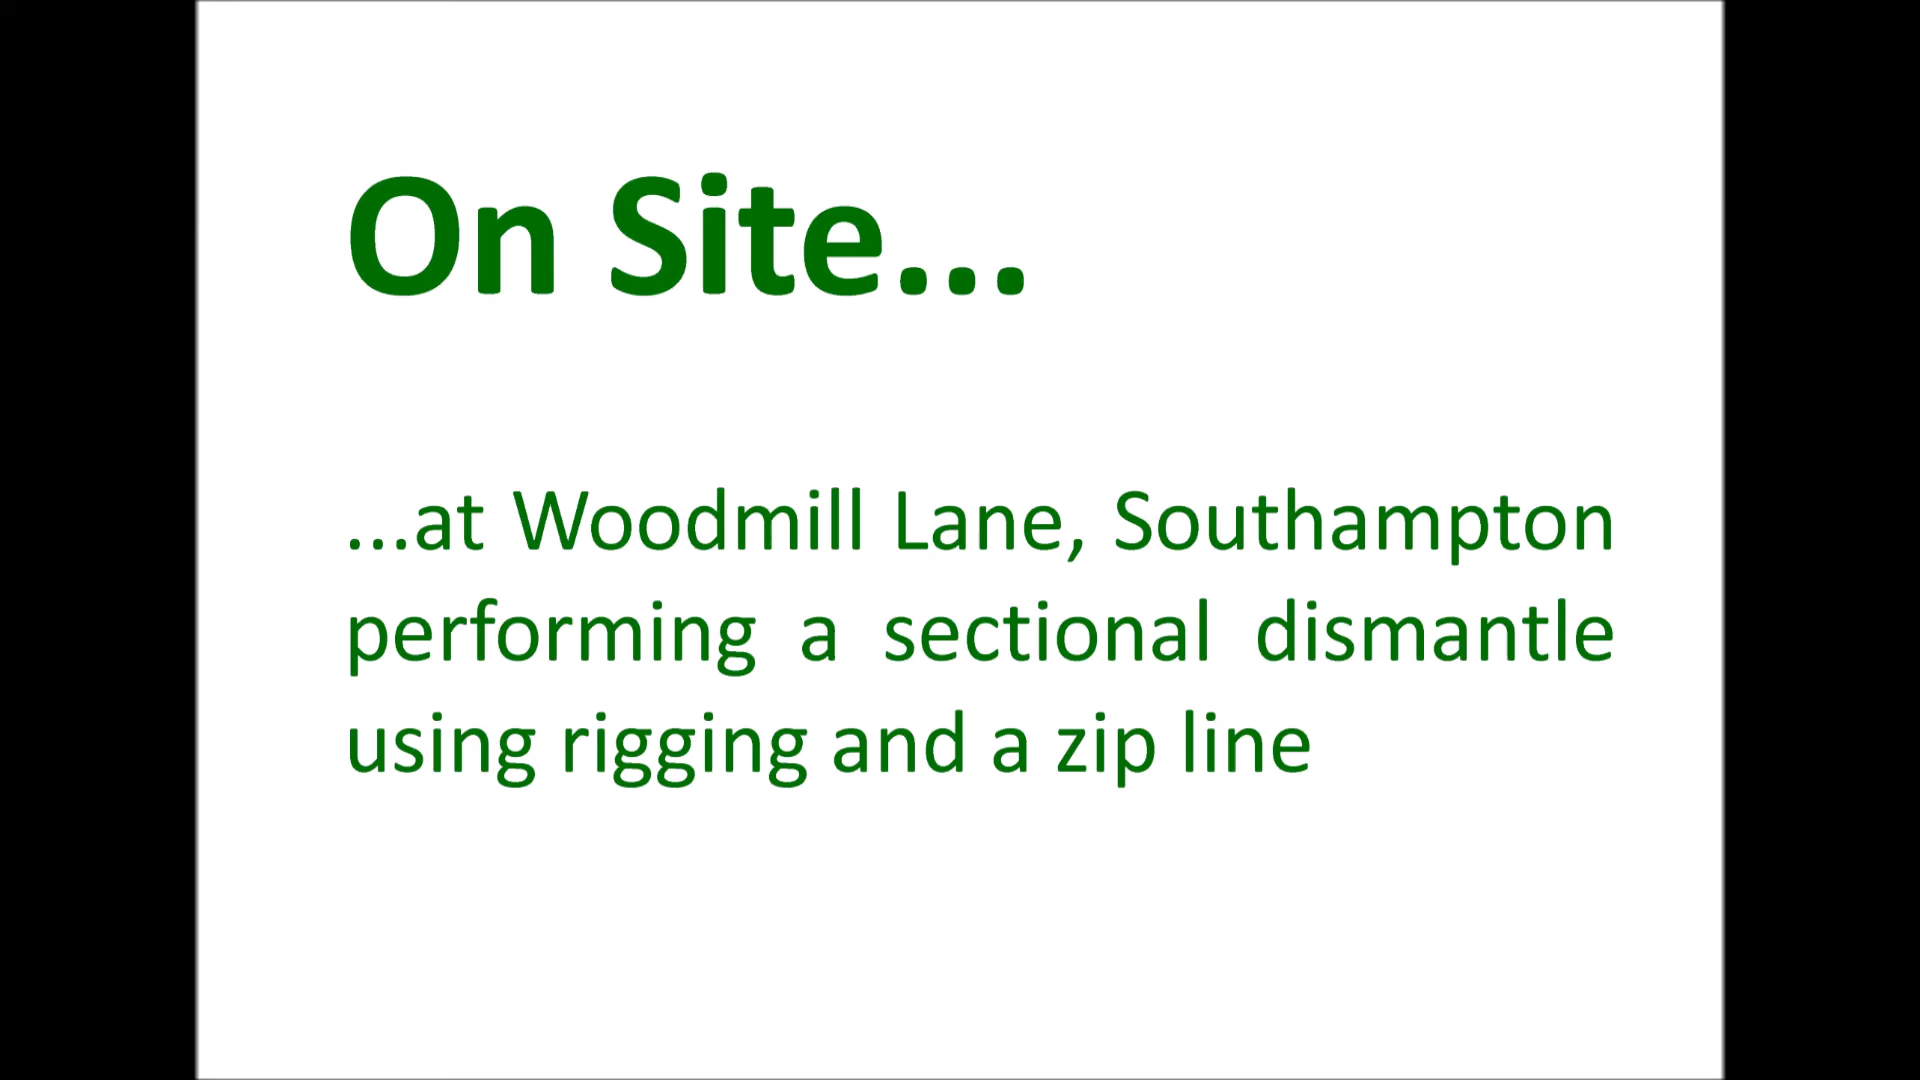 On Site...
...at Woodmill Lane, Southampton
performing a sectional dismantle
using rigging and a zip line